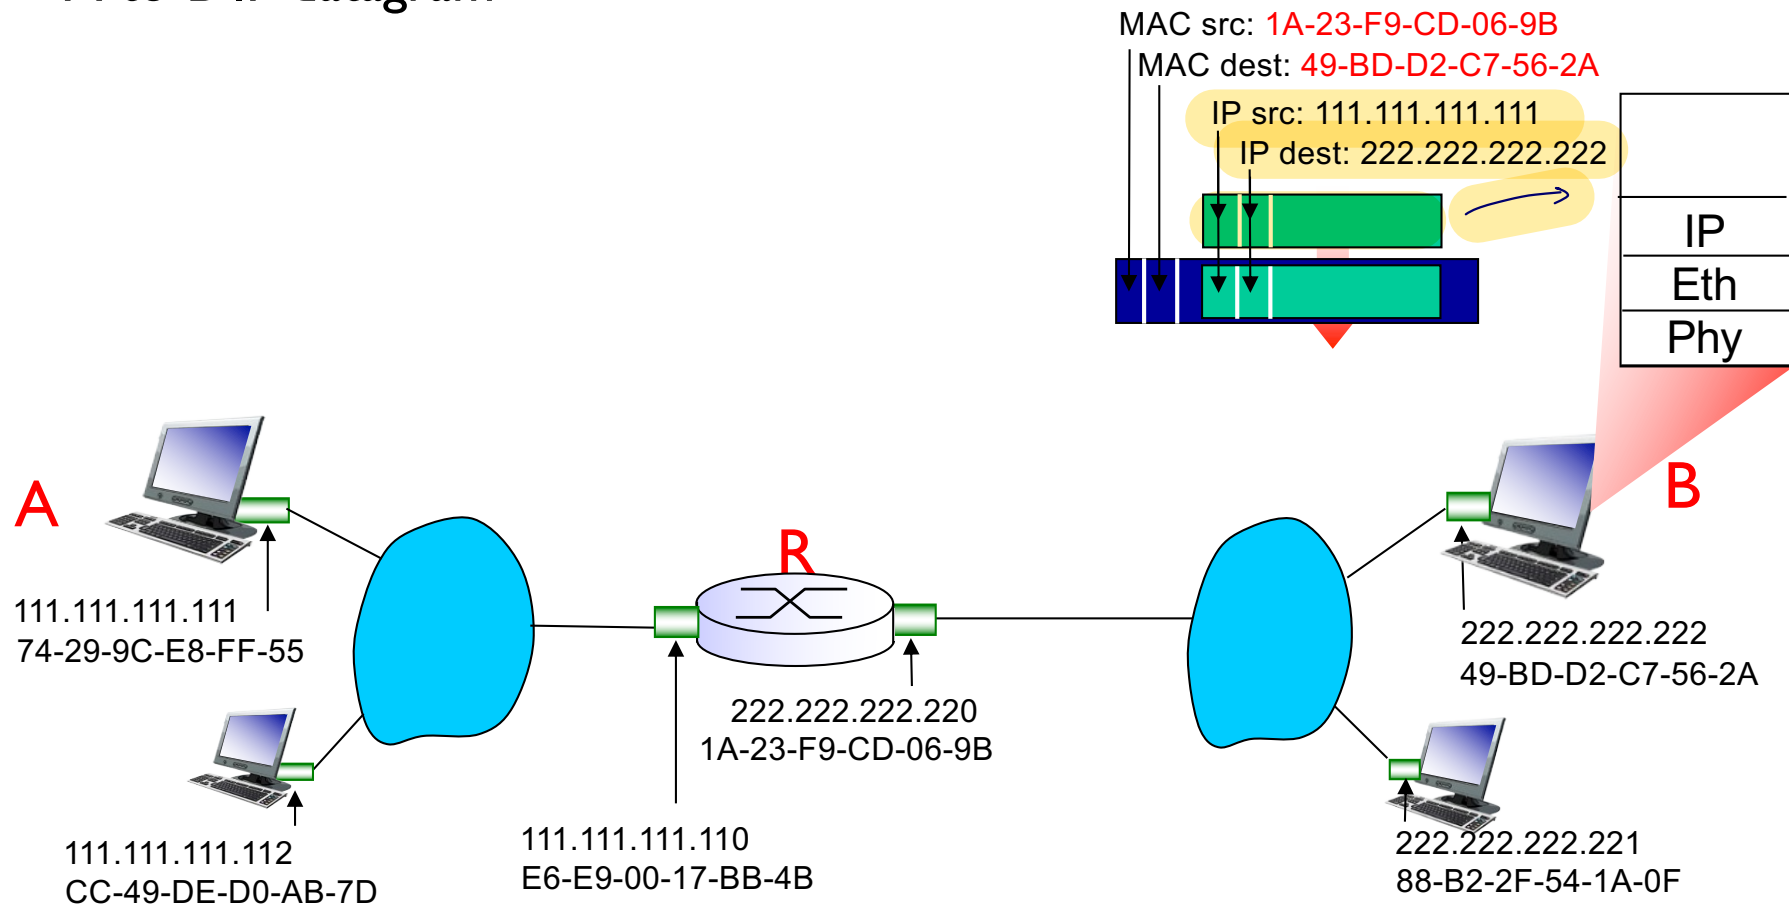 MAC src: 1A-23-F9-CD-06-9B
MAC dest: 49-BD-D2-C7-56-2A
IP src: 111.111.111.111
IP dest: 222.222.222.222
IP
Eth
Phy
A
R
B
111.111.111.111
74-29-9C-E8-FF-55
222.222.222.222
49-BD-D2-C7-56-2A
222.222.222.220
1A-23-F9-CD-06-9B
111.111.111.112
CC-49-DE-D0-AB-7D
111.111.111.110
E6-E9-00-17-BB-4B
222.222.222.221
88-B2-2F-54-1A-0F